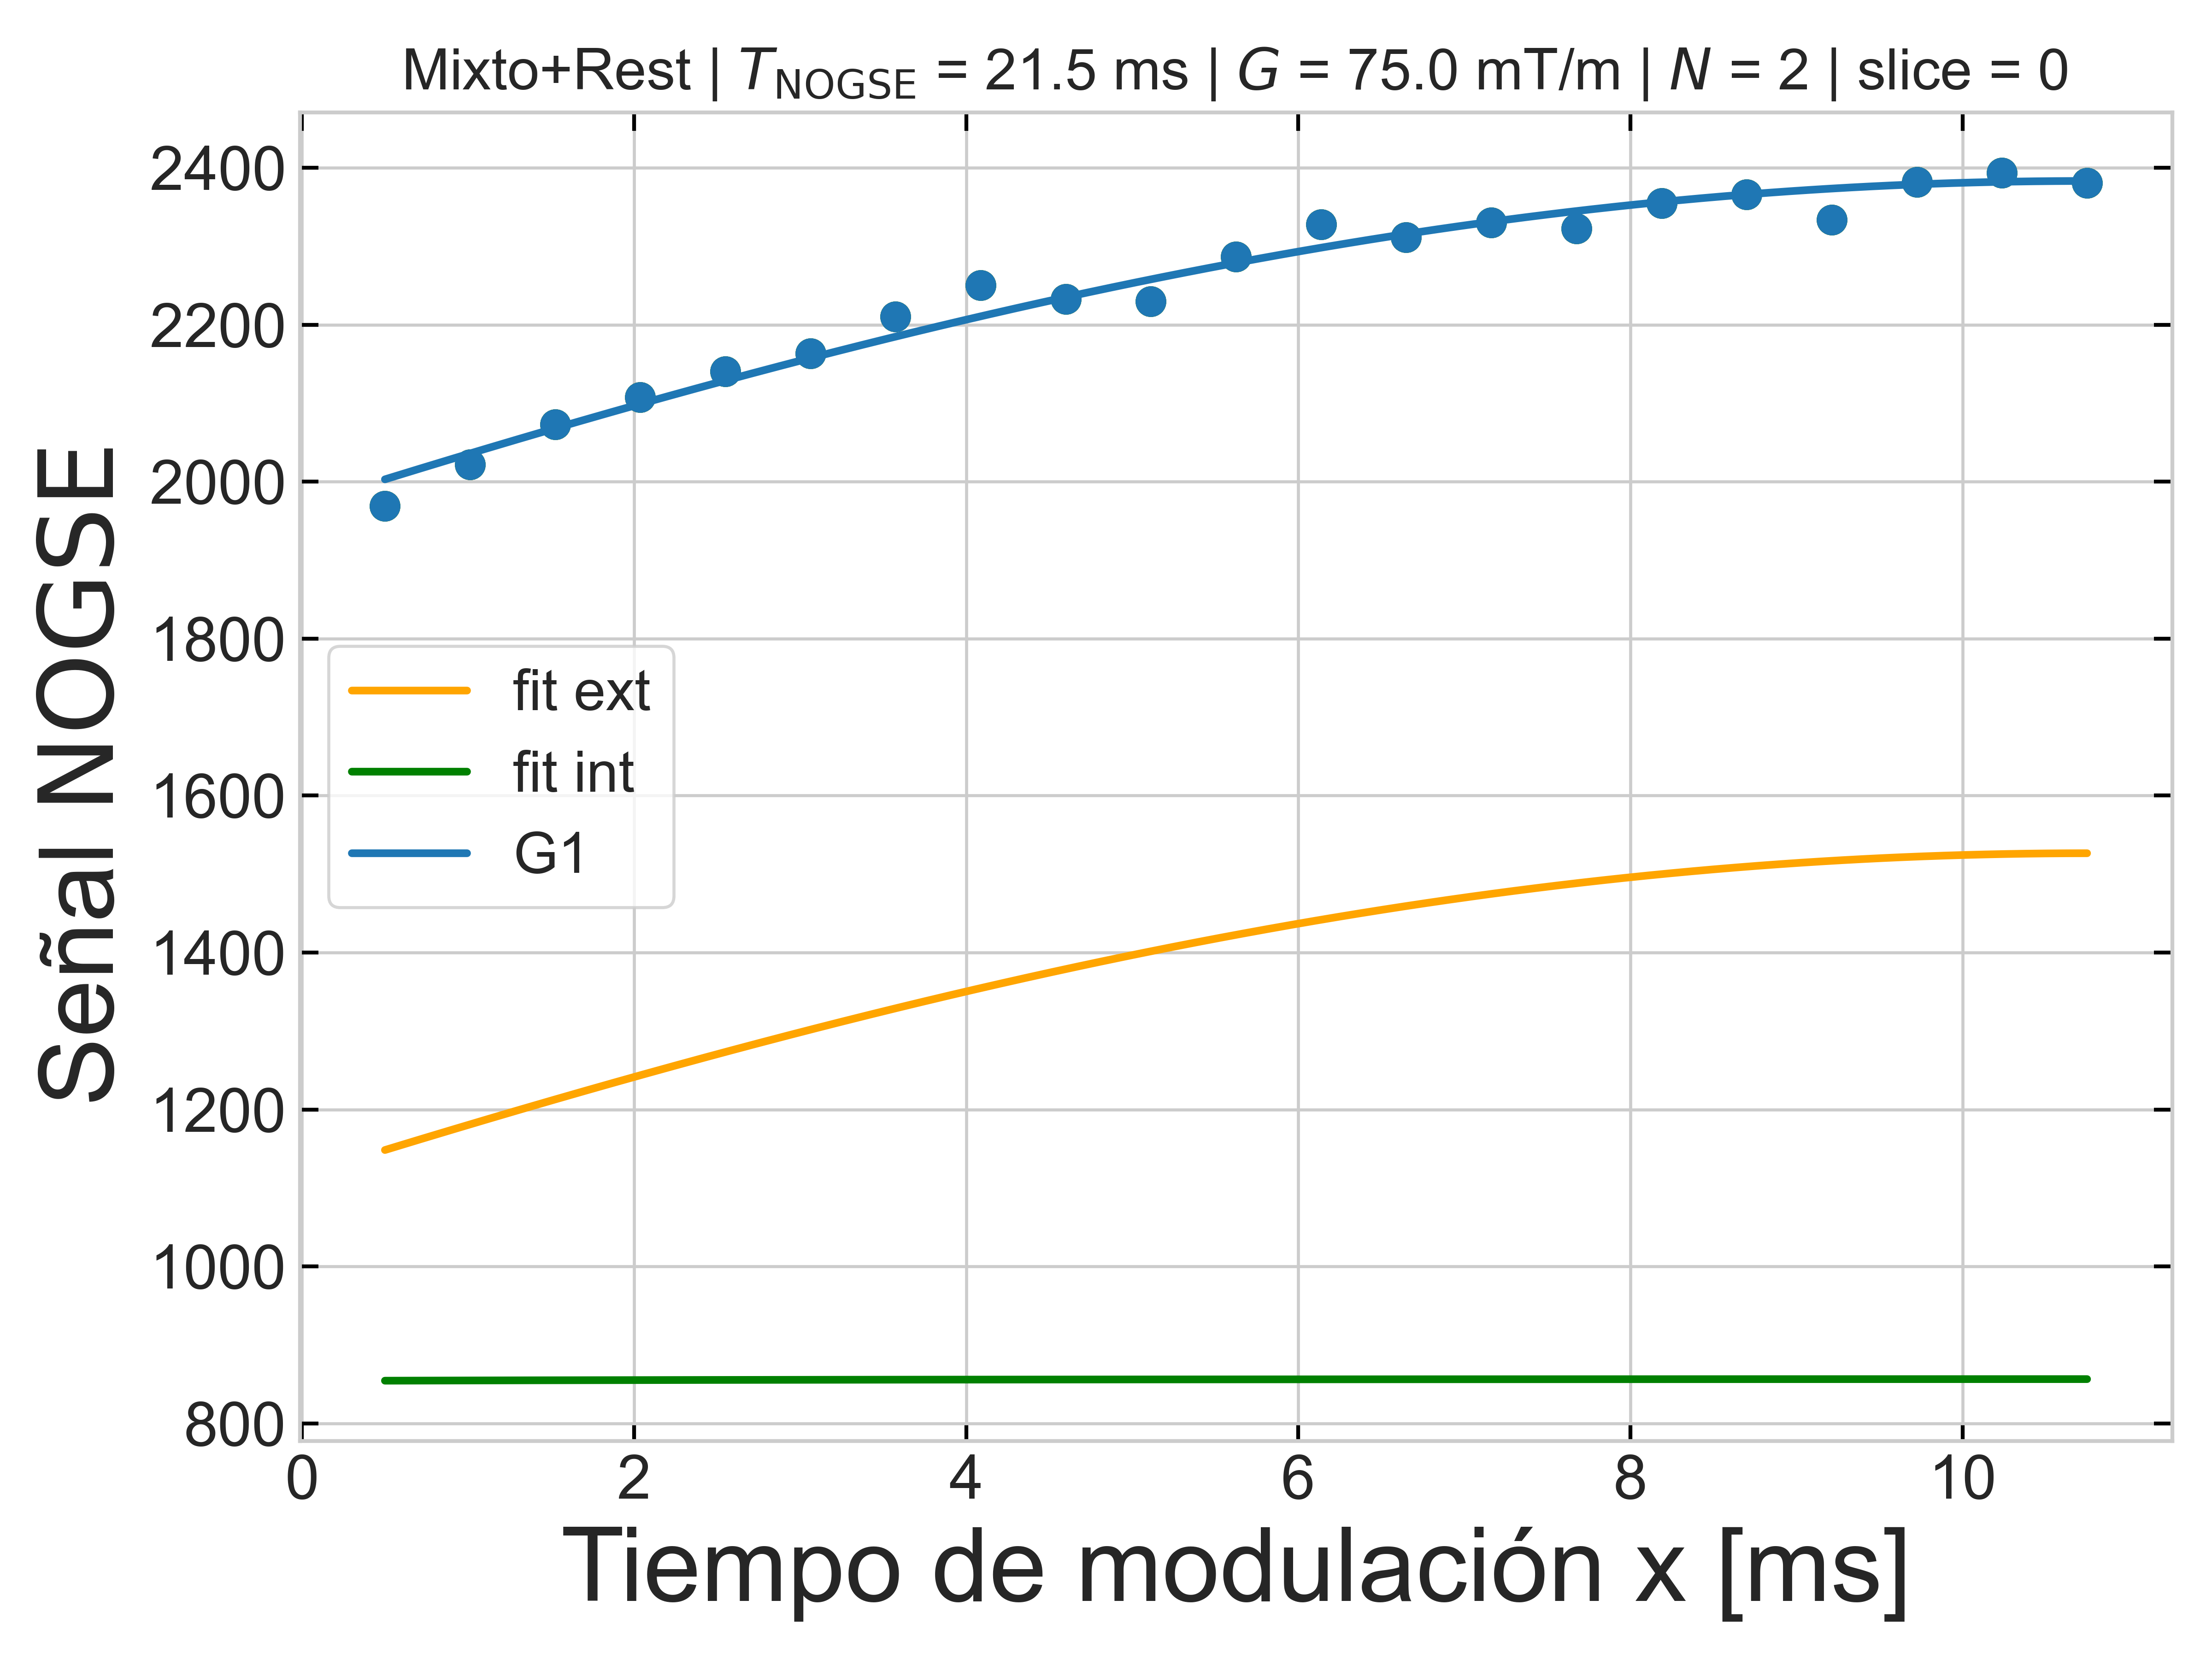 Mixto+Rest | T_NOGSE = 21.5 ms | G = 75.0 mT/m | N = 2 | slice = 0
Señal NOGSE
2400
2200
2000
1800
1600
1400
1200
1000
800
fit ext
fit int
G1
0 2 4 6 8 10
Tiempo de modulación x [ms]